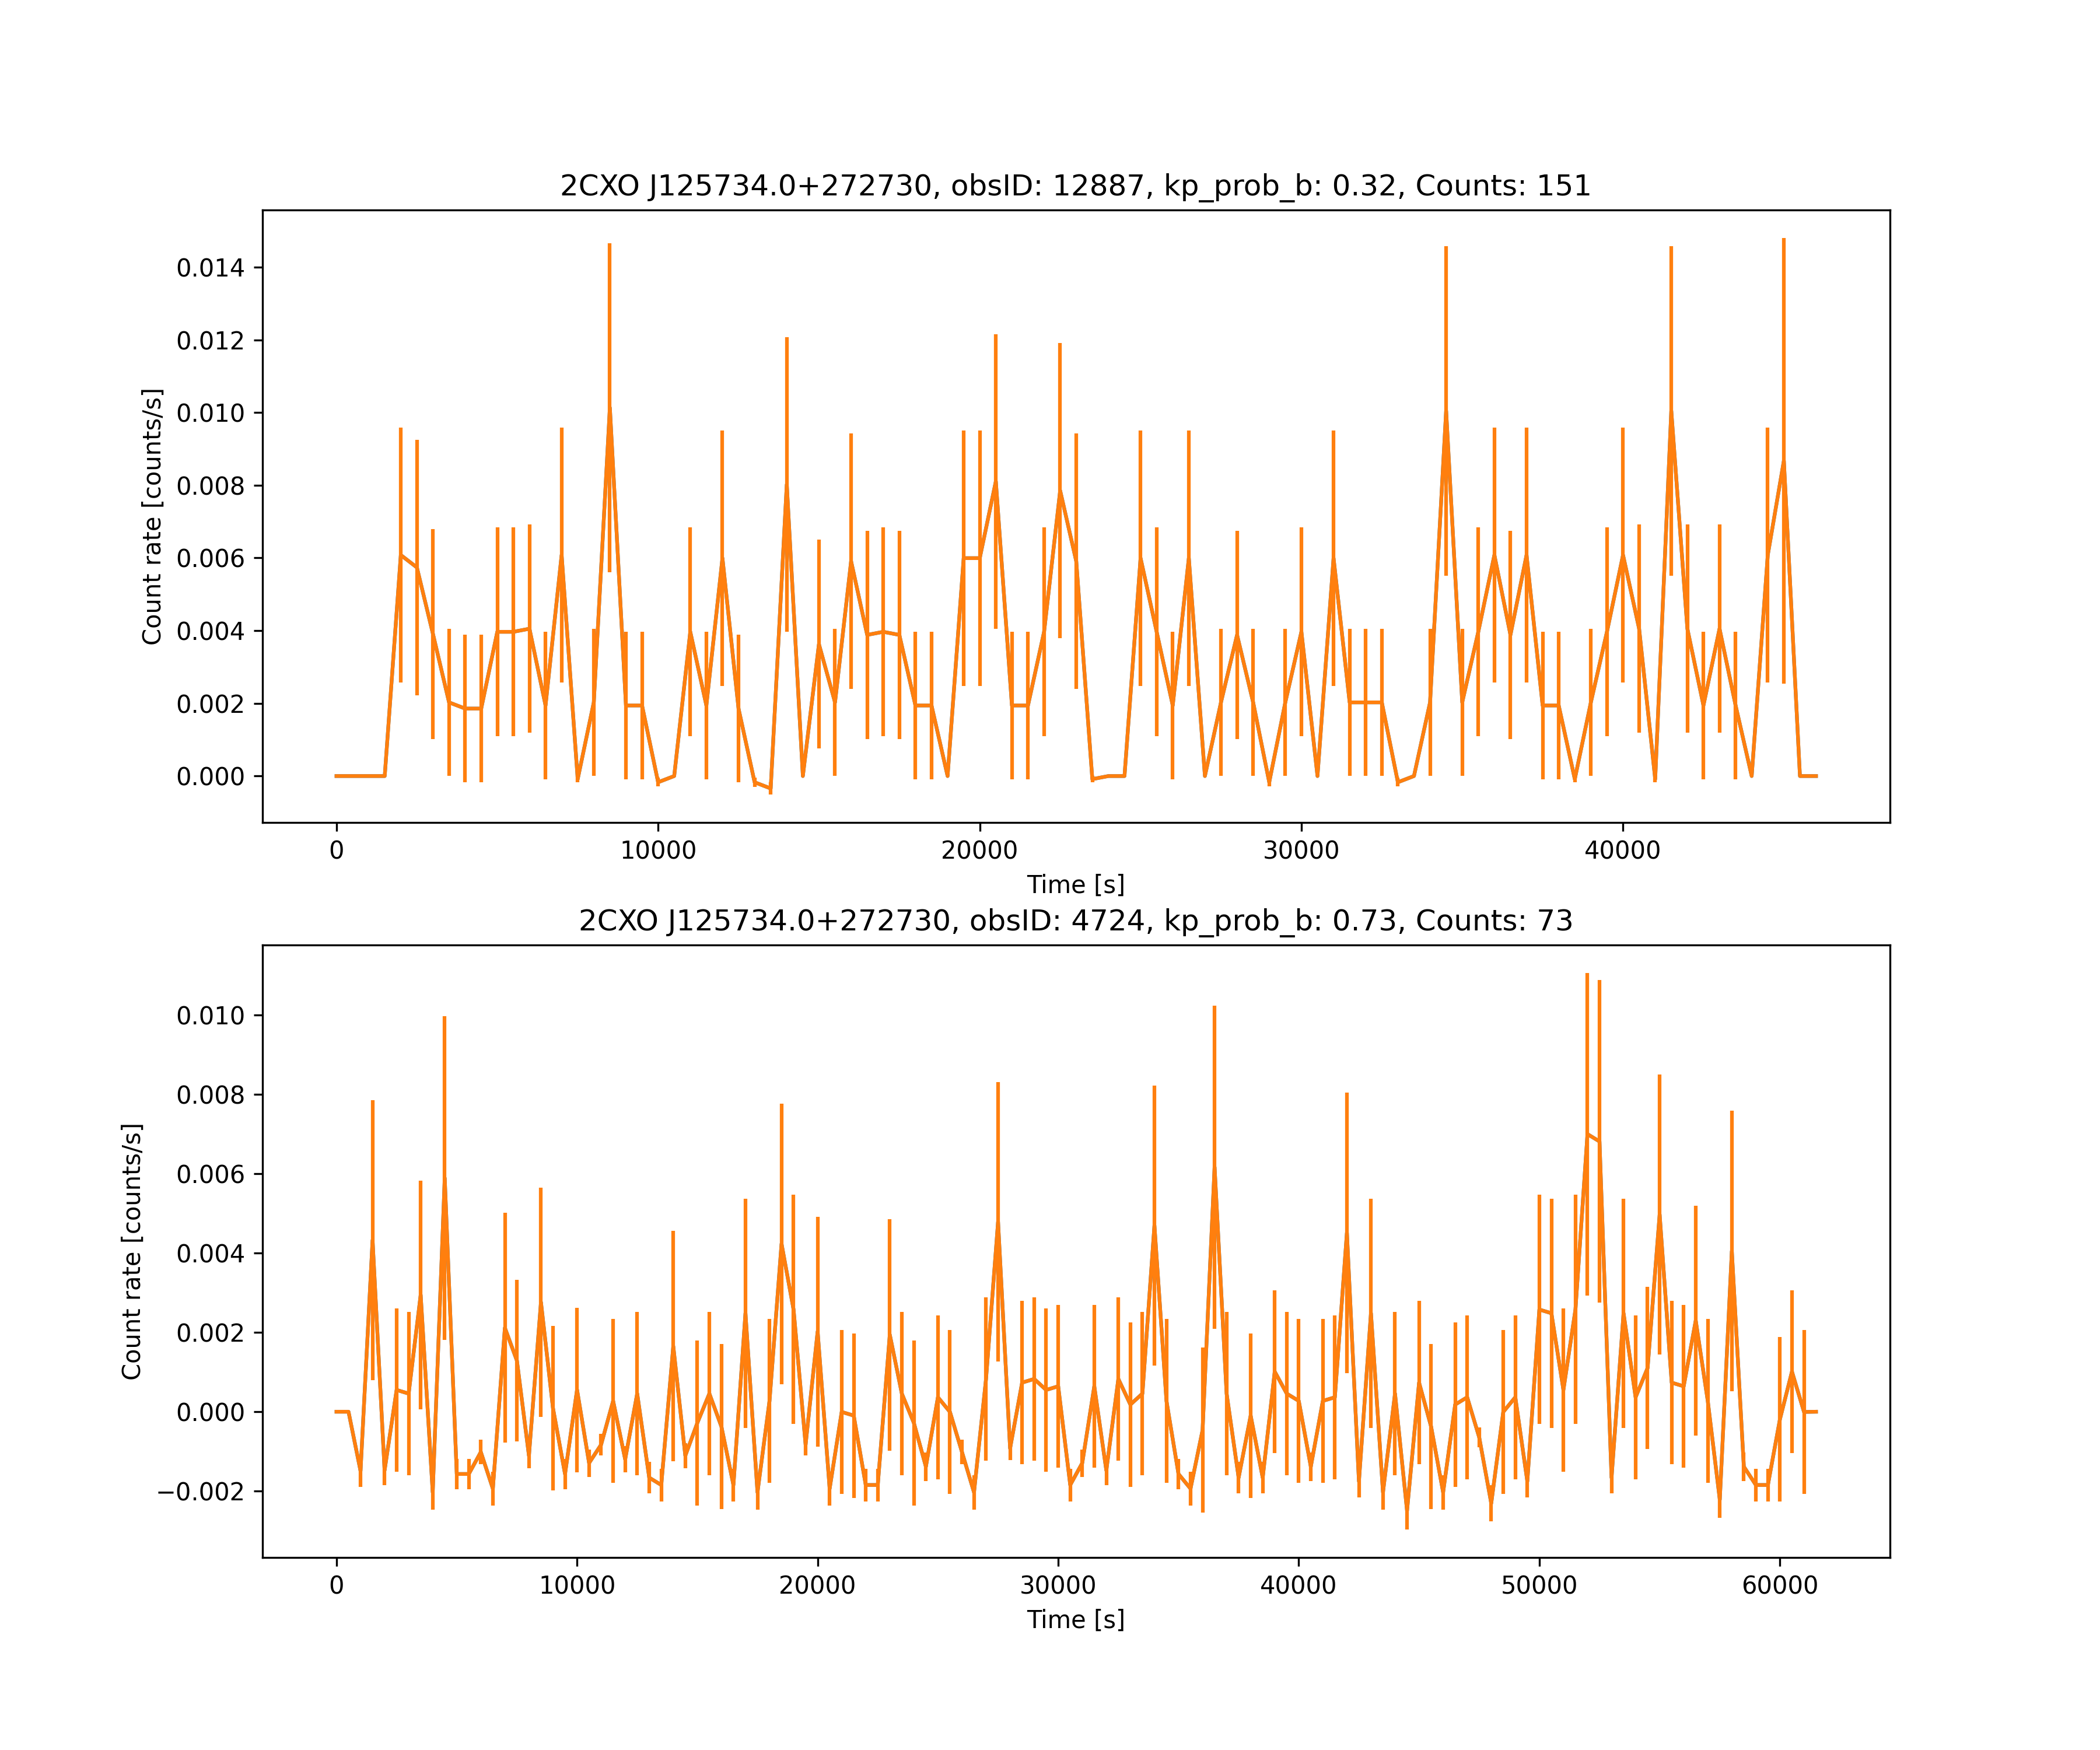 2CXO J125734.0+272730, obsID: 12887, kp_prob_b: 0.32, Counts: 151
0.014
0.012
0.010
0.008
0.006
0.004
0.002
0.000
Count rate [counts/s]
0 10000 20000 30000 40000
Time [s]
2CXO J125734.0+272730, obsID: 4724, kp_prob_b: 0.73, Counts: 73
0.010
0.008
0.006
0.004
0.002
0.000
−0.002
Count rate [counts/s]
0 10000 20000 30000 40000 50000 60000
Time [s]